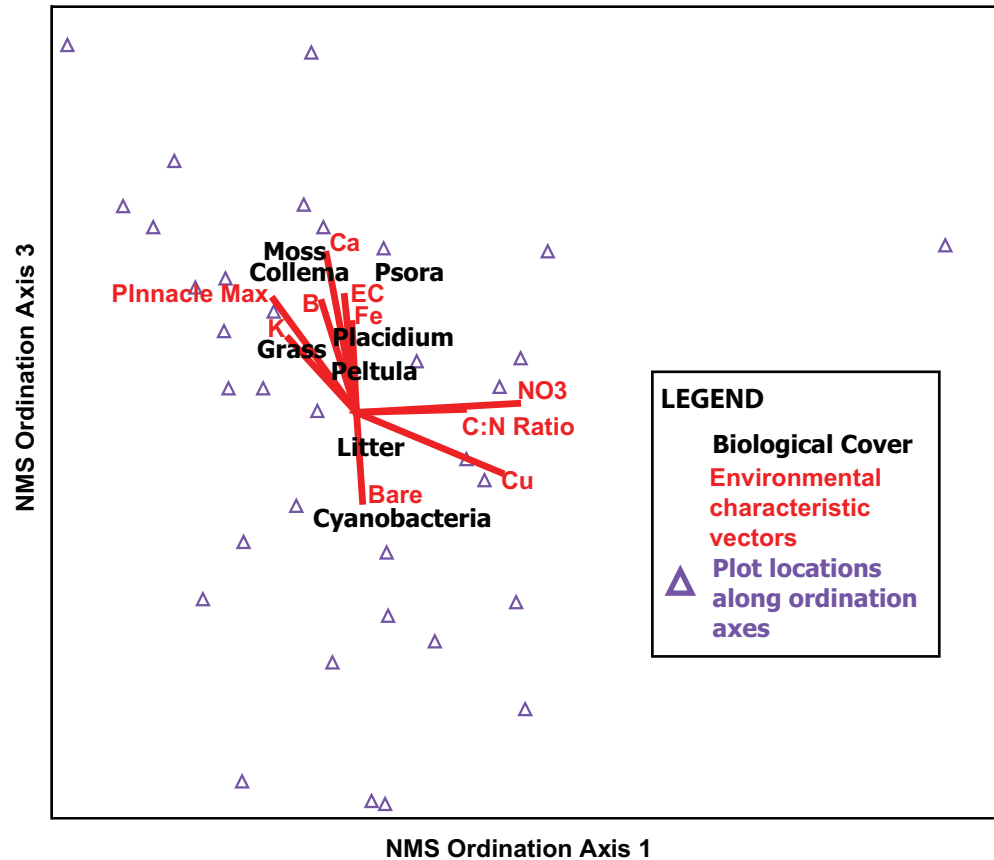 NMS Ordination Axis 3
Moss
Ca
Collema
Psora
PInnacle Max
B
EC
Fe
K
Placidium
Grass
Peltula
NO3
C:N Ratio
Litter
Cu
Bare
Cyanobacteria
LEGEND
Biological Cover
Environmental
characteristic
vectors
Plot locations
along ordination
axes
NMS Ordination Axis 1